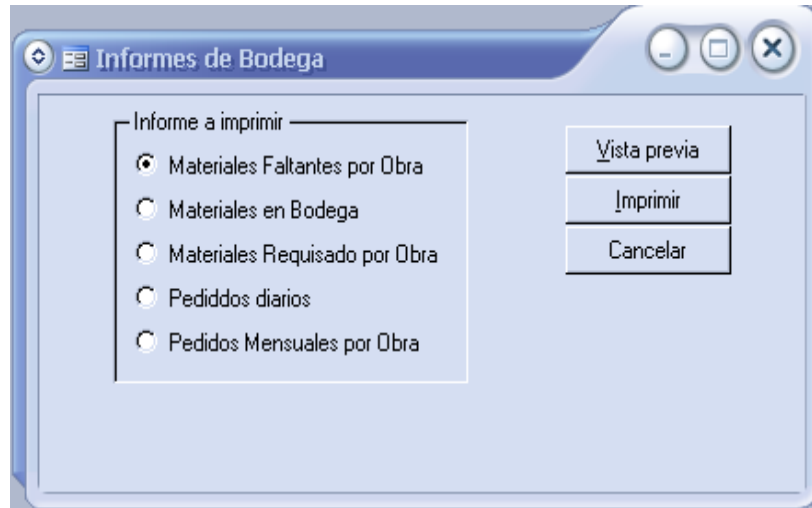 Informes de Bodega
Informe a imprimir
Materiales Faltantes por Obra
Materiales en Bodega
Materiales Requisado por Obra
Pediddos diarios
Pedidos Mensuales por Obra
Vista previa
Imprimir
Cancelar